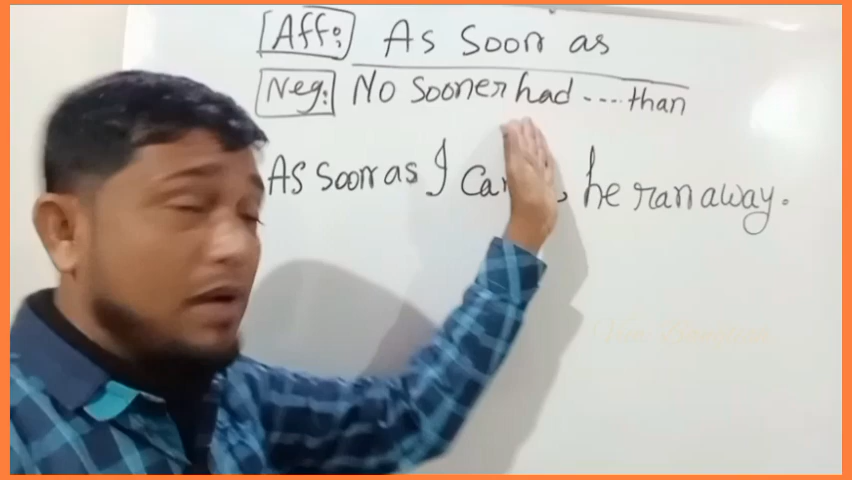 Aff: As Soon as
Neg: No Sooner had ---- than
As soon as I , he ran away.